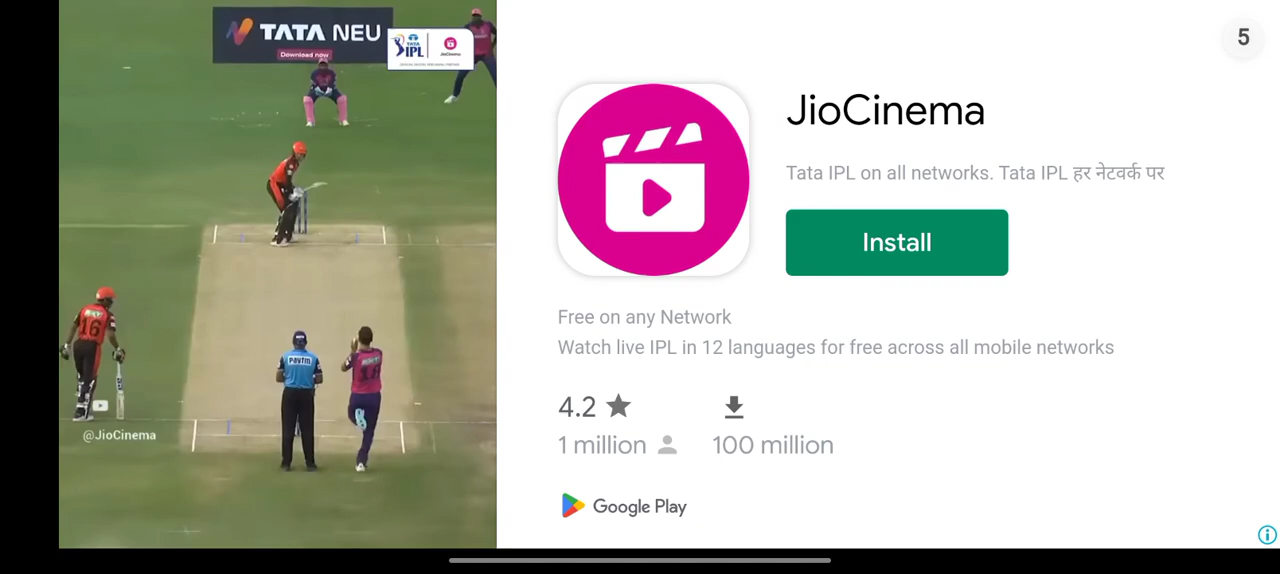 TATA NEU
Download now
TATA
IPL
JioCinema
16
Paytm
@JioCinema
5
JioCinema
Tata IPL on all networks. Tata IPL हर नेटवर्क पर
Install
Free on any Network
Watch live IPL in 12 languages for free across all mobile networks
4.2
1 million
100 million
Google Play